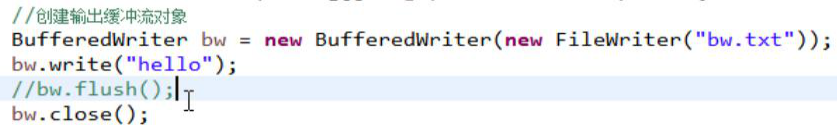 //创建输出缓冲流对象
BufferedWriter bw = new BufferedWriter(new FileWriter("bw.txt"));
bw.write("hello");
//bw.flush();
bw.close();